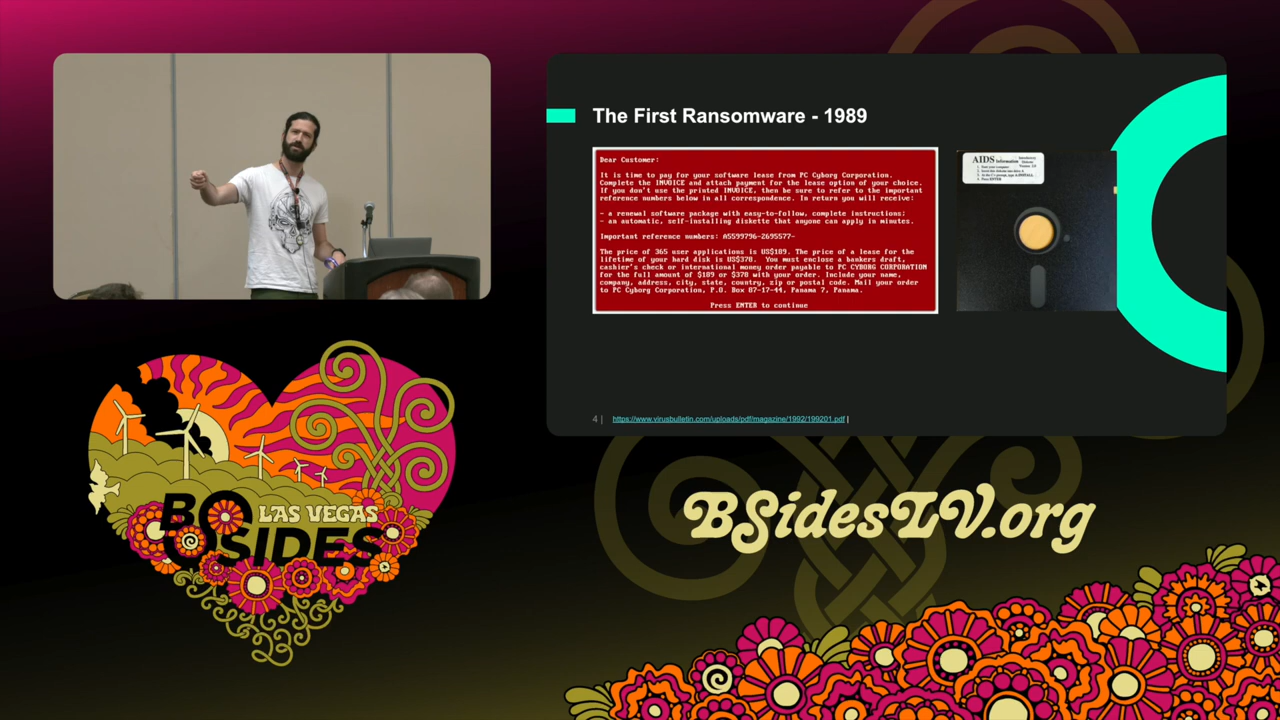 The First Ransomware - 1989
Dear Customer:
It is time to pay for your software lease from PC Cyborg Corporation.
Complete the INVOICE and attach payment for the lease option of your choice.
If you don't use the printed INVOICE, then be sure to refer to the important
reference numbers below in all correspondence. In return you will receive:
- a renewal software package with easy-to-follow, complete instructions;
- an automatic, self-installing diskette that anyone can apply in minutes.
Important reference numbers: A5599796-2695577-
The price of 365 user applications is US$189. The price of a lease for the
lifetime of your hard disk is US$378. You must enclose a bankers draft,
cashier's check or international money order payable to PC CYBORG CORPORATION
for the full amount of $189 or $378 with your order. Include your name,
company, address, city, state, country, zip or postal code. Mail your order
to PC Cyborg Corporation, P.O. Box 87-17-44, Panama 7, Panama.
Press ENTER to continue
AIDS Information
4 |
https://www.virusbulletin.com/uploads/pdf/magazine/1992/199201.pdf |
LAS VEGAS
BSIDES
23
BSidesLV.org